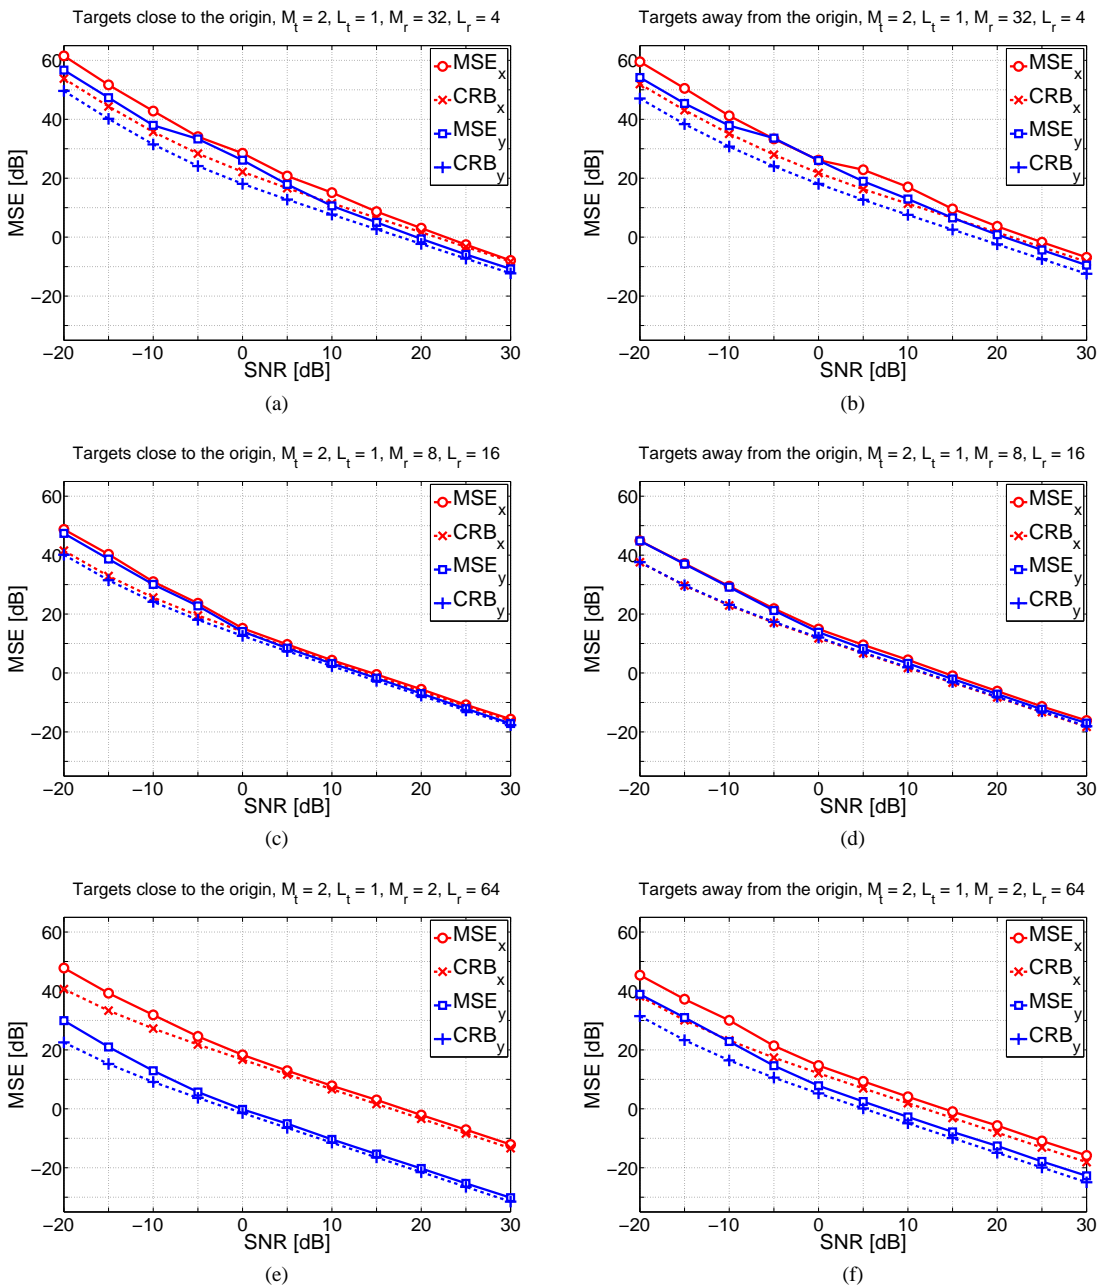 Targets close to the origin, M_t = 2, L_t = 1, M_r = 32, L_r = 4
60
40
20
0
−20
MSE [dB]
MSE_x
CRB_x
MSE_y
CRB_y
−20 −10 0 10 20 30
SNR [dB]
(a)
Targets away from the origin, M_t = 2, L_t = 1, M_r = 32, L_r = 4
60
40
20
0
−20
MSE [dB]
MSE_x
CRB_x
MSE_y
CRB_y
−20 −10 0 10 20 30
SNR [dB]
(b)
Targets close to the origin, M_t = 2, L_t = 1, M_r = 8, L_r = 16
60
40
20
0
−20
MSE [dB]
MSE_x
CRB_x
MSE_y
CRB_y
−20 −10 0 10 20 30
SNR [dB]
(c)
Targets away from the origin, M_t = 2, L_t = 1, M_r = 8, L_r = 16
60
40
20
0
−20
MSE [dB]
MSE_x
CRB_x
MSE_y
CRB_y
−20 −10 0 10 20 30
SNR [dB]
(d)
Targets close to the origin, M_t = 2, L_t = 1, M_r = 2, L_r = 64
60
40
20
0
−20
MSE [dB]
MSE_x
CRB_x
MSE_y
CRB_y
−20 −10 0 10 20 30
SNR [dB]
(e)
Targets away from the origin, M_t = 2, L_t = 1, M_r = 2, L_r = 64
60
40
20
0
−20
MSE [dB]
MSE_x
CRB_x
MSE_y
CRB_y
−20 −10 0 10 20 30
SNR [dB]
(f)